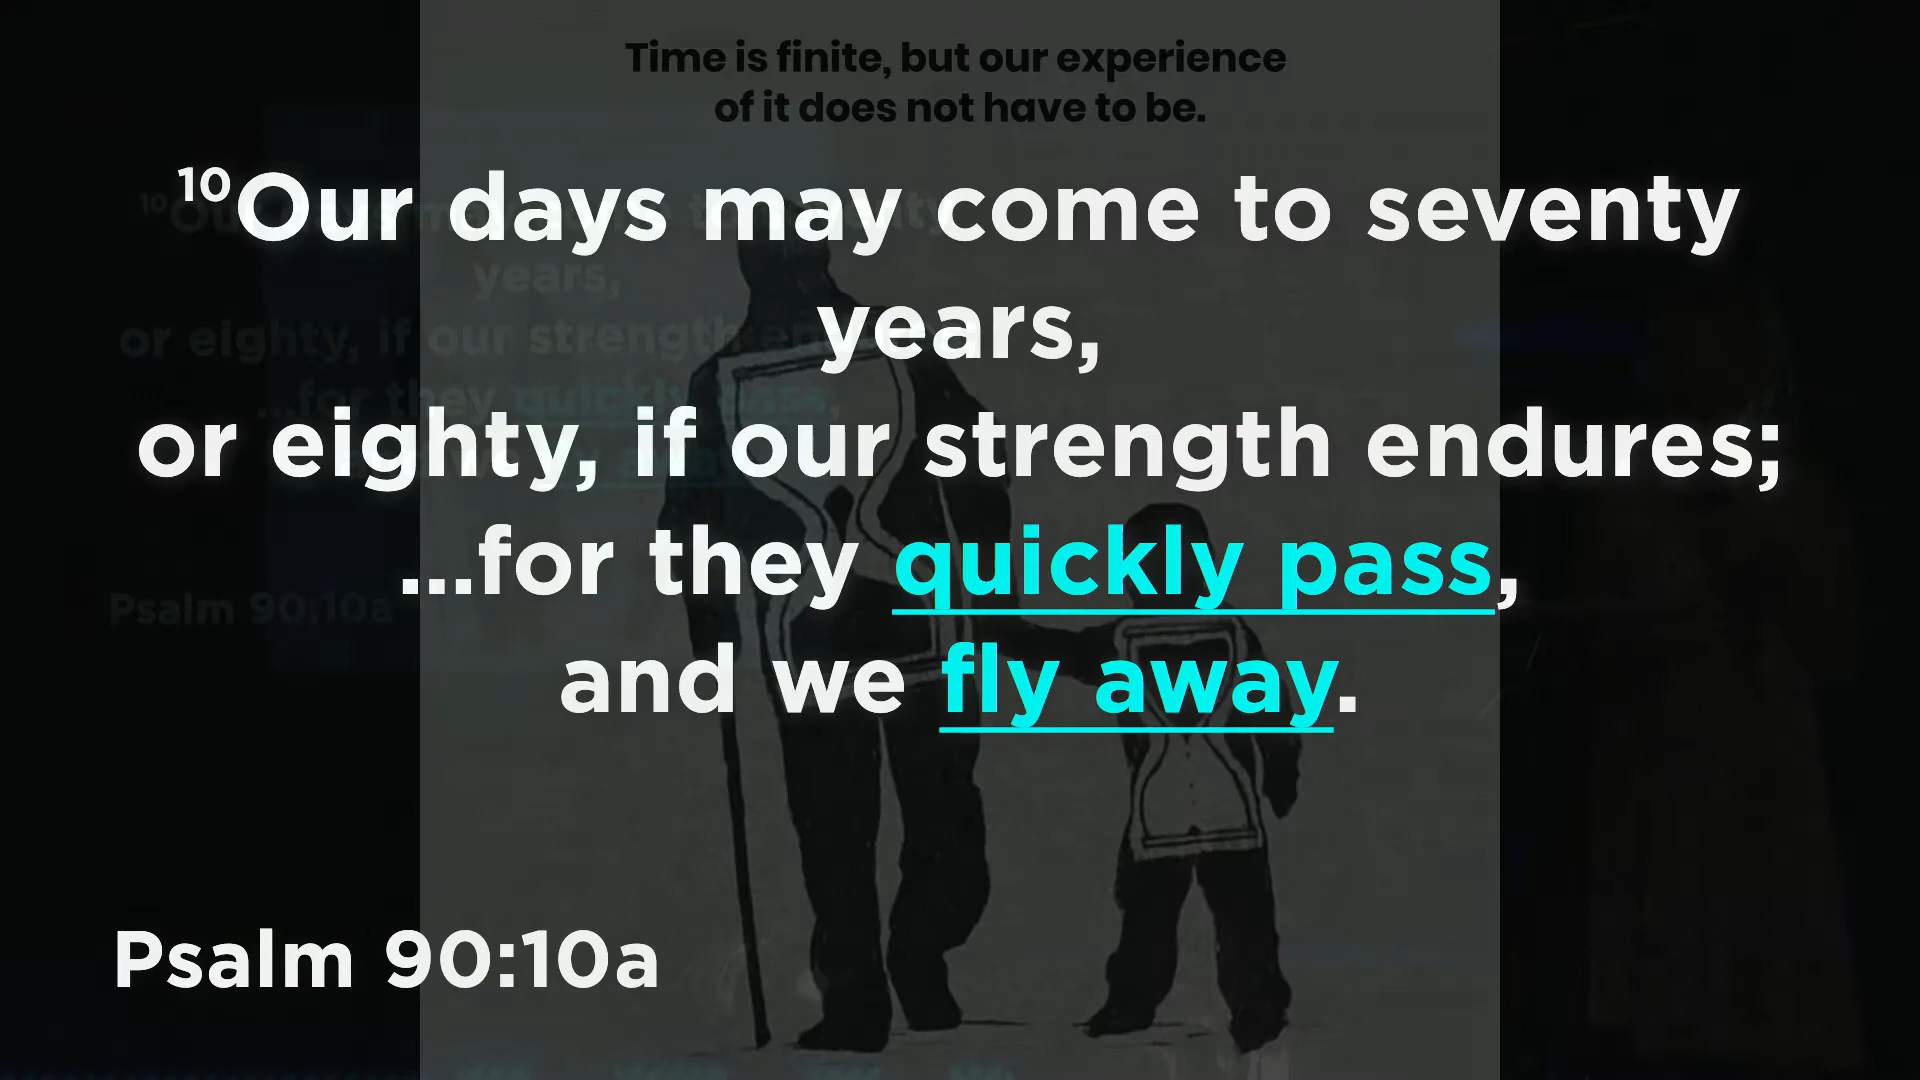 Time is finite, but our experience
of it does not have to be.
¹⁰Our days may come to seventy
years,
or eighty, if our strength endures;
...for they quickly pass,
and we fly away.
Psalm 90:10a